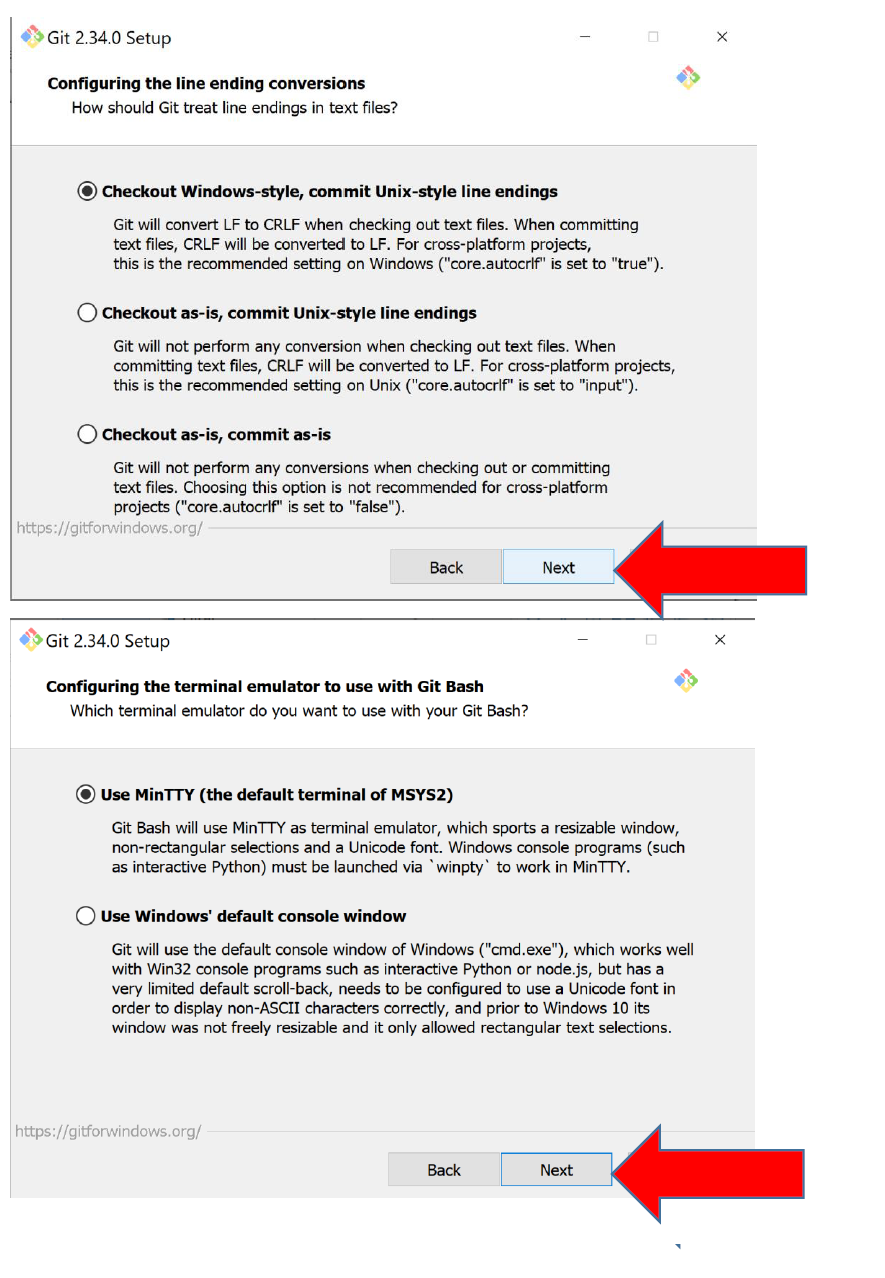 Git 2.34.0 Setup
Configuring the line ending conversions
How should Git treat line endings in text files?
Checkout Windows-style, commit Unix-style line endings
Git will convert LF to CRLF when checking out text files. When committing
text files, CRLF will be converted to LF. For cross-platform projects,
this is the recommended setting on Windows ("core.autocrlf" is set to "true").
Checkout as-is, commit Unix-style line endings
Git will not perform any conversion when checking out text files. When
committing text files, CRLF will be converted to LF. For cross-platform projects,
this is the recommended setting on Unix ("core.autocrlf" is set to "input").
Checkout as-is, commit as-is
Git will not perform any conversions when checking out or committing
text files. Choosing this option is not recommended for cross-platform
projects ("core.autocrlf" is set to "false").
https://gitforwindows.org/
Back Next
Git 2.34.0 Setup
Configuring the terminal emulator to use with Git Bash
Which terminal emulator do you want to use with your Git Bash?
Use MinTTY (the default terminal of MSYS2)
Git Bash will use MinTTY as terminal emulator, which sports a resizable window,
non-rectangular selections and a Unicode font. Windows console programs (such
as interactive Python) must be launched via `winpty` to work in MinTTY.
Use Windows' default console window
Git will use the default console window of Windows ("cmd.exe"), which works well
with Win32 console programs such as interactive Python or node.js, but has a
very limited default scroll-back, needs to be configured to use a Unicode font in
order to display non-ASCII characters correctly, and prior to Windows 10 its
window was not freely resizable and it only allowed rectangular text selections.
https://gitforwindows.org/
Back Next